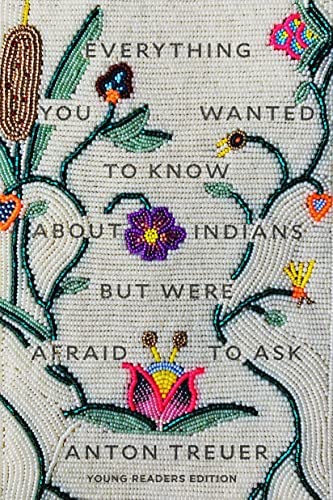 EVERYTHING
YOU WANTED
TO KNOW
ABOUT INDIANS
BUT WERE
AFRAID TO ASK
ANTON TREUER
YOUNG READERS EDITION